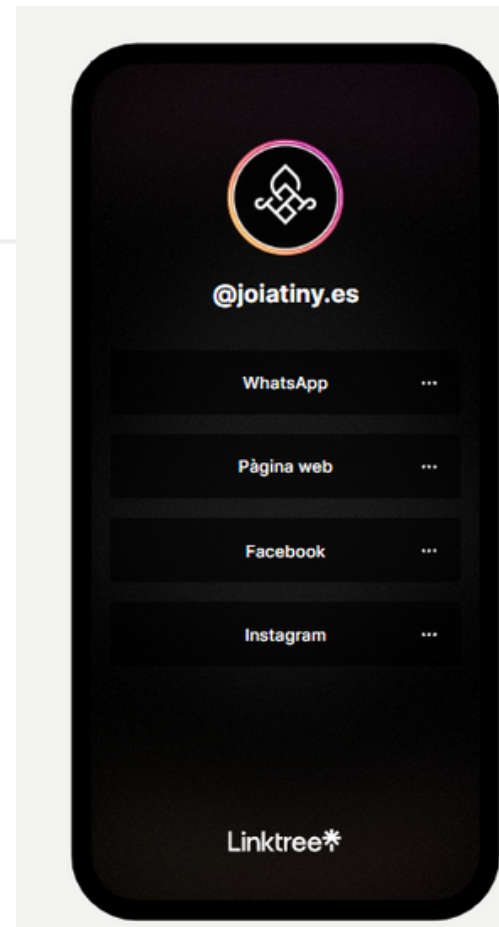 @joiatiny.es
WhatsApp
Pàgina web
Facebook
Instagram
Linktree